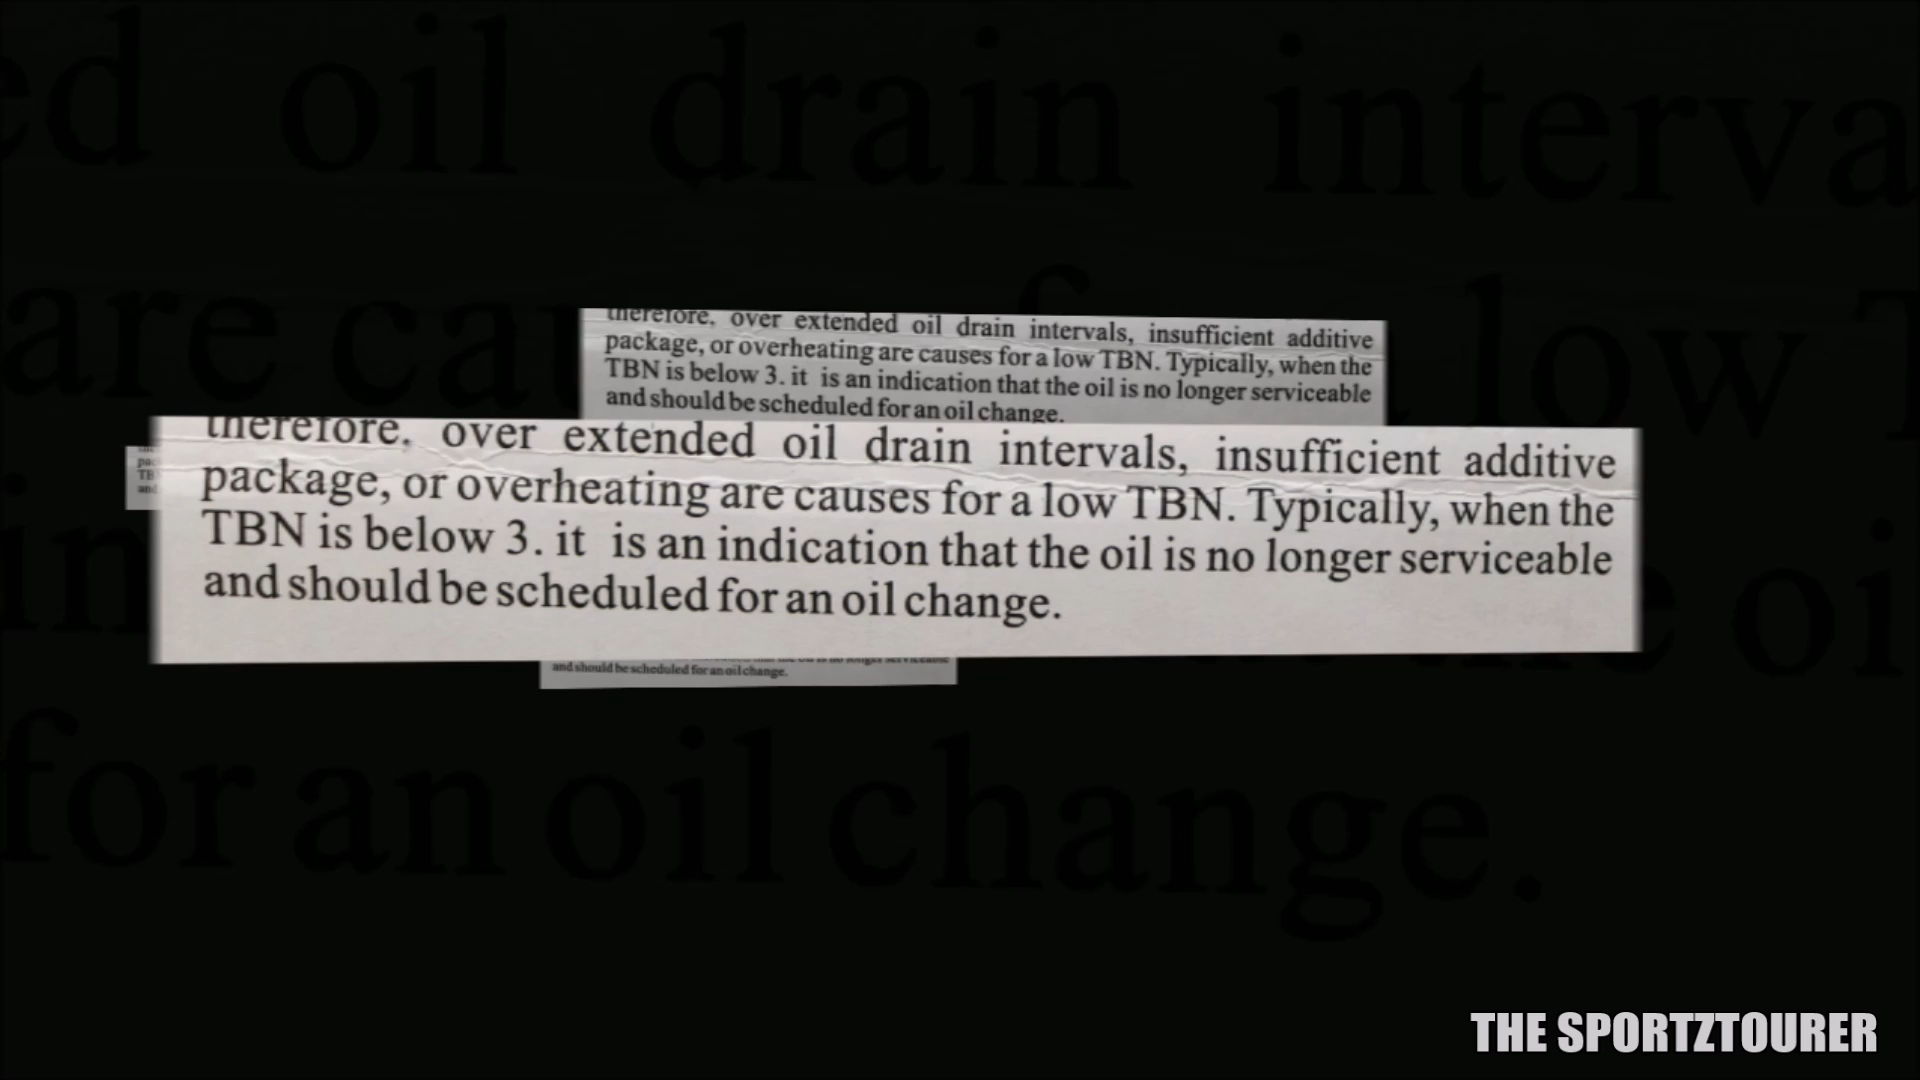 ed oil drain interva
are cau f low T
therefore, over extended oil drain intervals, insufficient additive
package, or overheating are causes for a low TBN. Typically, when the
TBN is below 3. it is an indication that the oil is no longer serviceable
and should be scheduled for an oil change.
therefore, over extended oil drain intervals, insufficient additive
package, or overheating are causes for a low TBN. Typically, when the
TBN is below 3. it is an indication that the oil is no longer serviceable
and should be scheduled for an oil change.
and should be scheduled for an oil change.
for an oil change.
THE SPORTZTOURER